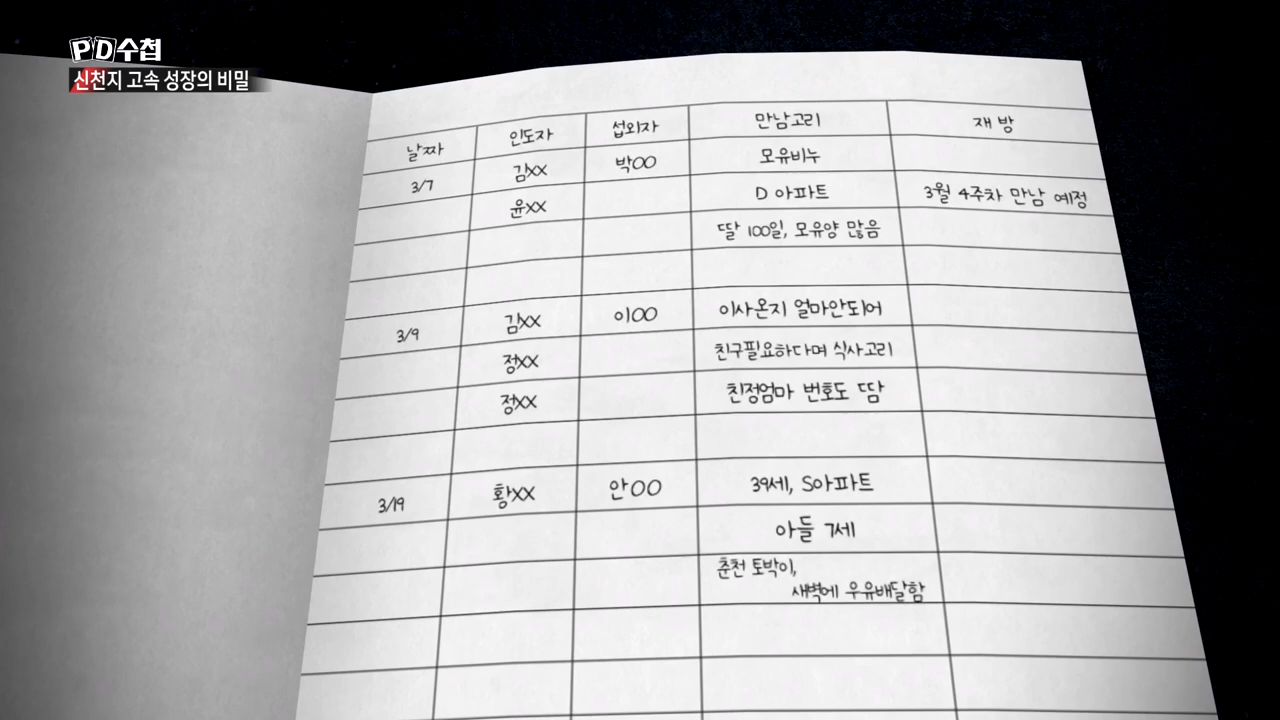 PD수첩
신천지 고속 성장의 비밀
날짜 인도자 섭외자 만남고리 재방
3/7 김XX 박OO 모유비누
윤XX D 아파트 3월 4주차 만남 예정
딸 100일, 모유양 많음
3/9 김XX 이OO 이사온지 얼마안되어
정XX 친구필요하다며 식사고리
정XX 친정엄마 번호도 땀
3/19 황XX 안OO 39세, S아파트
아들 7세
춘천 토박이,
새벽에 우유배달함